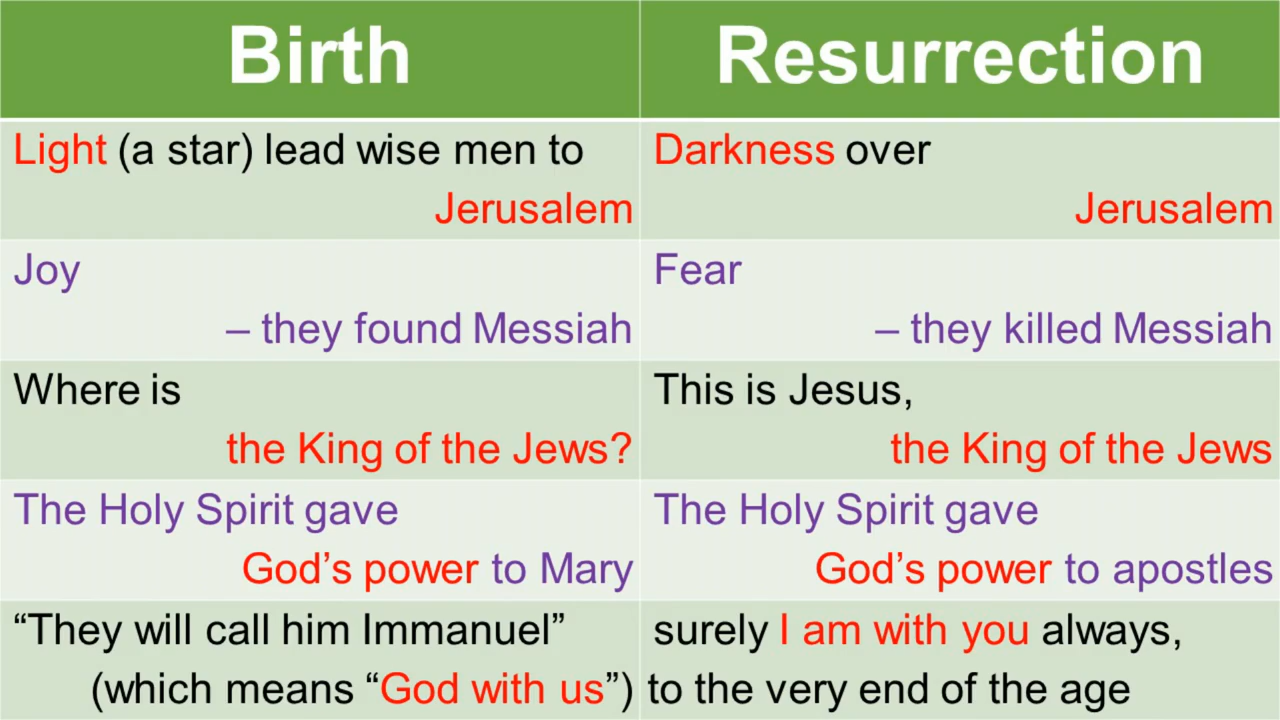 Birth
Resurrection
Light (a star) lead wise men to
Jerusalem
Darkness over
Jerusalem
Joy
– they found Messiah
Fear
– they killed Messiah
Where is
the King of the Jews?
This is Jesus,
the King of the Jews
The Holy Spirit gave
God’s power to Mary
The Holy Spirit gave
God’s power to apostles
“They will call him Immanuel”
(which means “God with us”)
surely I am with you always,
to the very end of the age